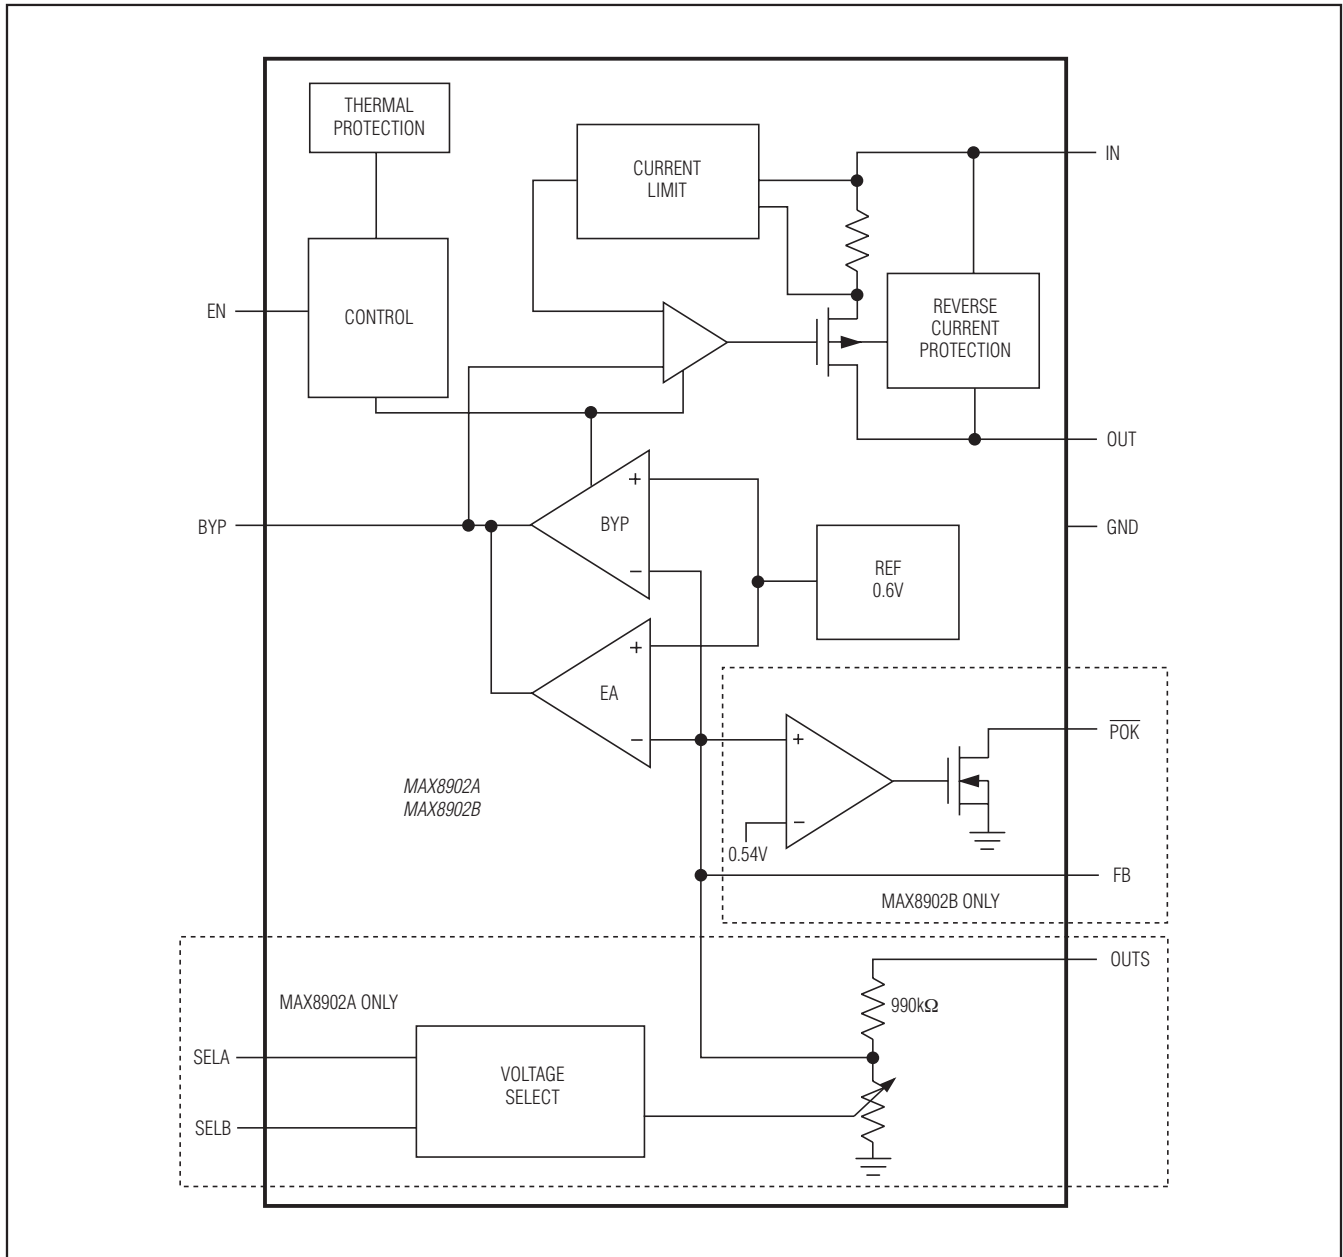 THERMAL
PROTECTION
CURRENT
LIMIT
IN
EN
CONTROL
REVERSE
CURRENT
PROTECTION
OUT
+
BYP
BYP
−
REF
0.6V
GND
+
EA
−
MAX8902A
MAX8902B
+
−
0.54V
POK
FB
MAX8902B ONLY
OUTS
MAX8902A ONLY
990kΩ
SELA
VOLTAGE
SELECT
SELB